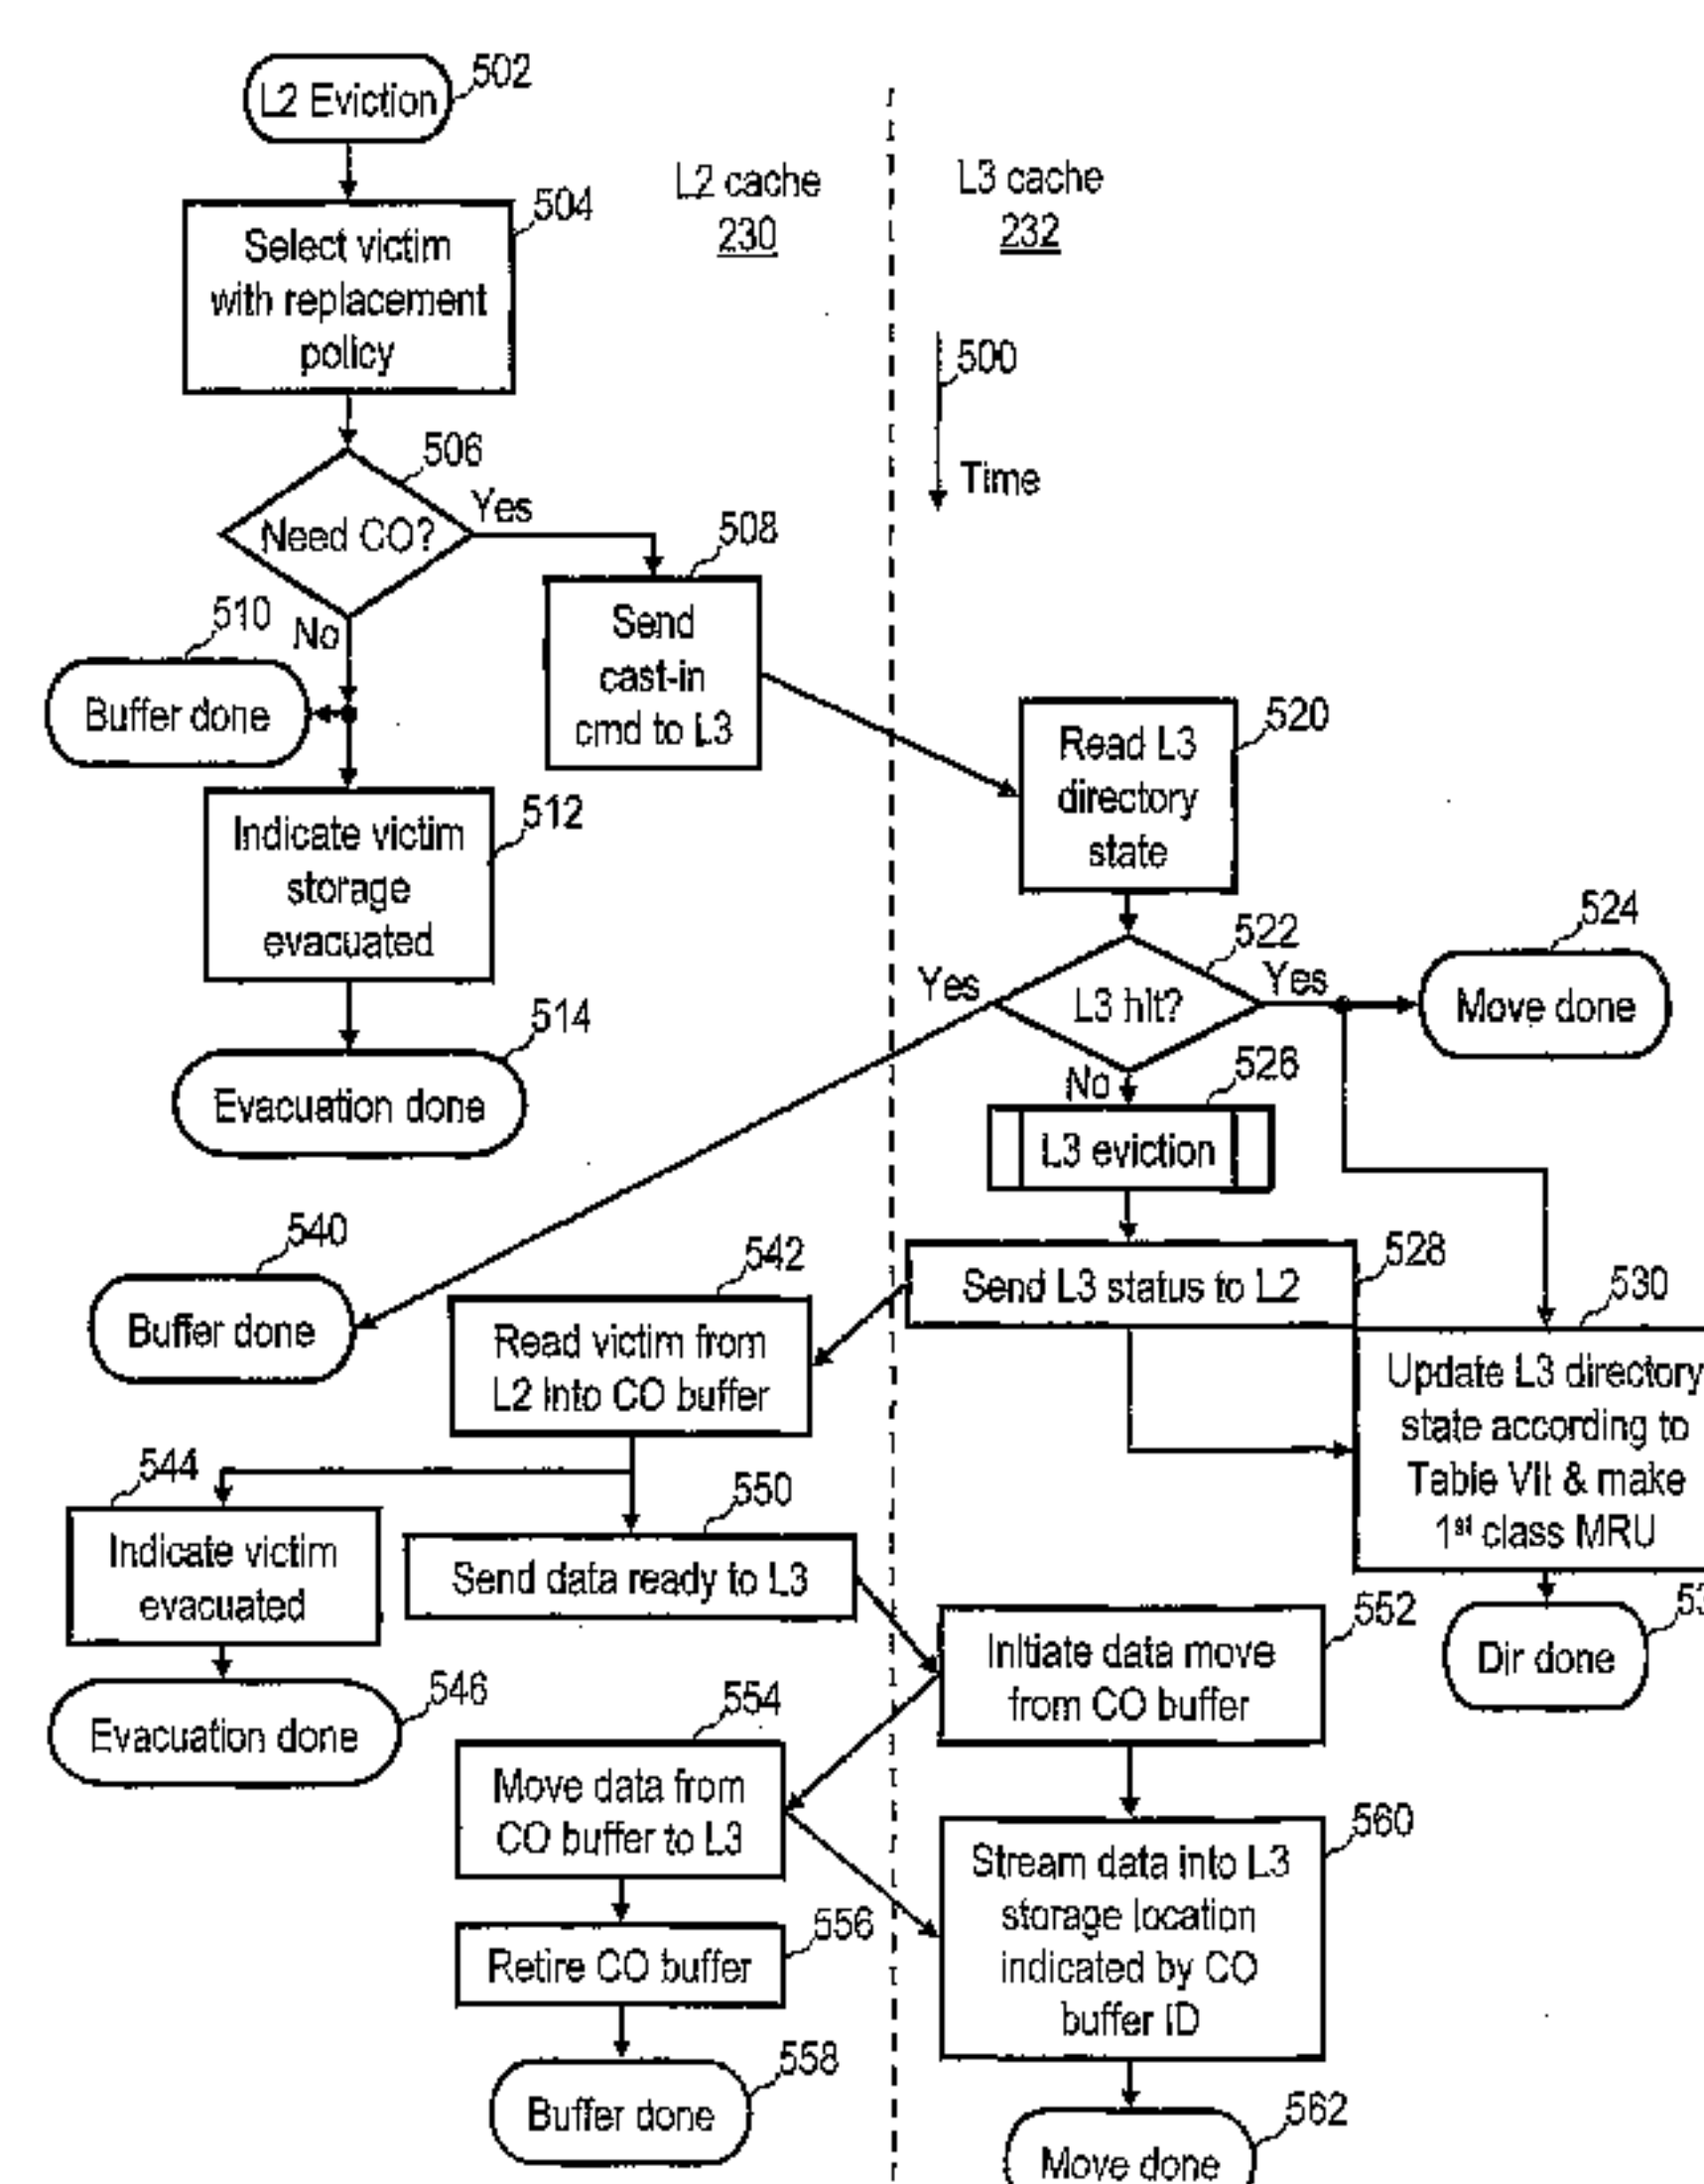 L2 Eviction
502
L2 cache
230
L3 cache
232
504
Select victim
with replacement
policy
500
Time
506
Need CO?
Yes
508
Send
cast-in
cmd to L3
510
No
Buffer done
512
Indicate victim
storage
evacuated
514
Evacuation done
520
Read L3
directory
state
522
L3 hit?
Yes
Yes
524
Move done
No
526
L3 eviction
528
Send L3 status to L2
530
Update L3 directory
state according to
Table VII & make
1st class MRU
Dir done
540
Buffer done
542
Read victim from
L2 into CO buffer
544
Indicate victim
evacuated
546
Evacuation done
550
Send data ready to L3
552
Initiate data move
from CO buffer
554
Move data from
CO buffer to L3
556
Retire CO buffer
558
Buffer done
560
Stream data into L3
storage location
indicated by CO
buffer ID
562
Move done